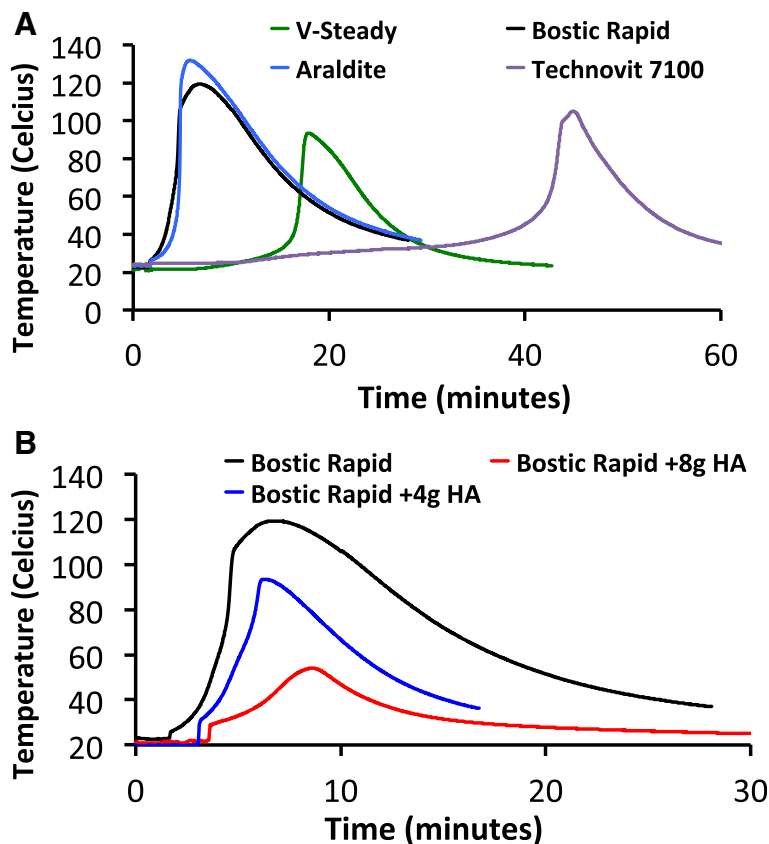 A
V-Steady
Bostic Rapid
Araldite
Technovit 7100
Temperature (Celcius)
140
120
100
80
60
40
20
0
0 20 40 60
Time (minutes)
B
Bostic Rapid
Bostic Rapid +8g HA
Bostic Rapid +4g HA
Temperature (Celcius)
140
120
100
80
60
40
20
0 10 20 30
Time (minutes)